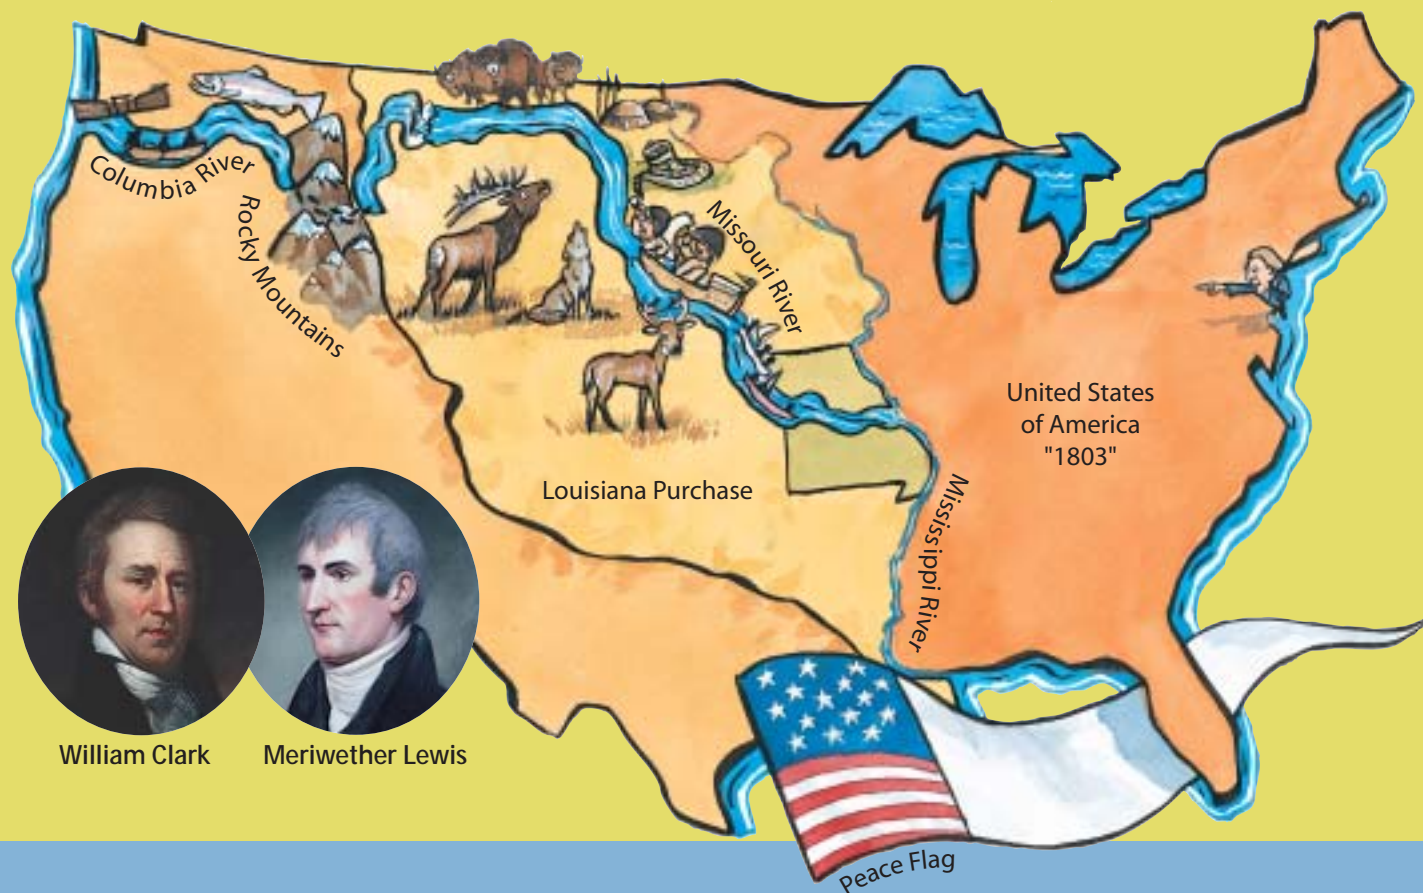 Columbia River
Rocky Mountains
Missouri River
United States
of America
"1803"
Louisiana Purchase
Mississippi River
William Clark
Meriwether Lewis
Peace Flag